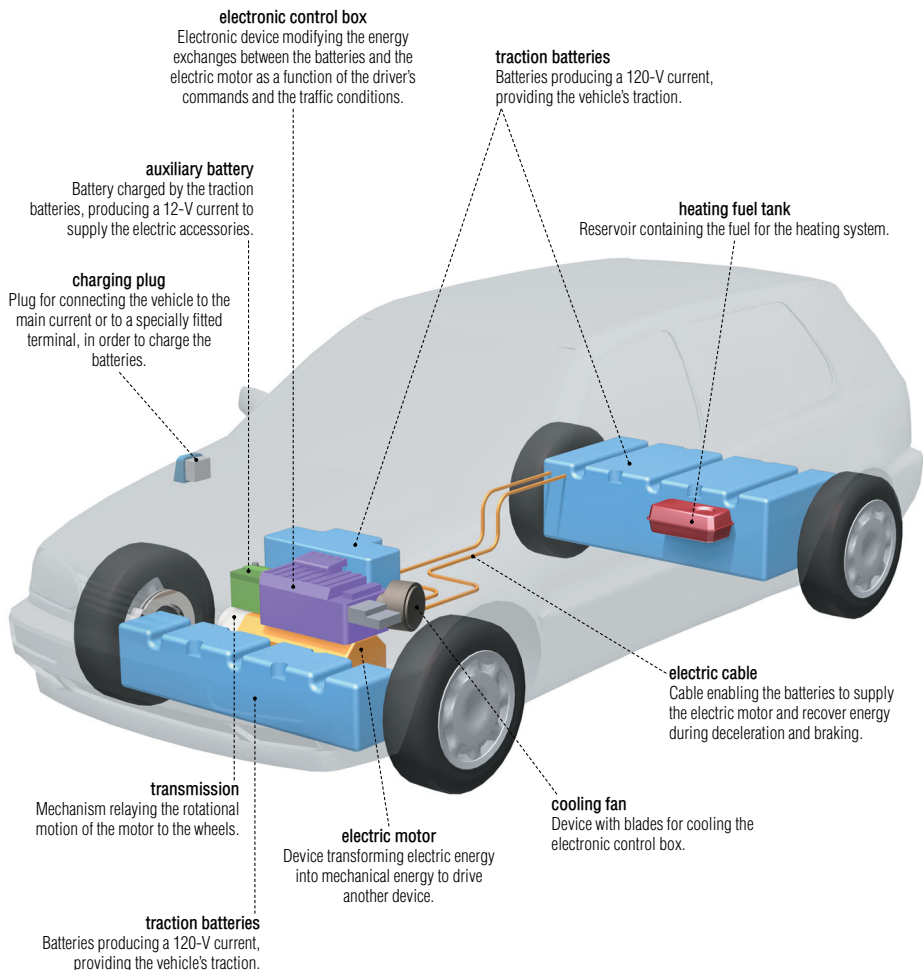 electronic control box
Electronic device modifying the energy
exchanges between the batteries and the
electric motor as a function of the driver’s
commands and the traffic conditions.
traction batteries
Batteries producing a 120-V current,
providing the vehicle’s traction.
auxiliary battery
Battery charged by the traction
batteries, producing a 12-V current to
supply the electric accessories.
heating fuel tank
Reservoir containing the fuel for the heating system.
charging plug
Plug for connecting the vehicle to the
main current or to a specially fitted
terminal, in order to charge the
batteries.
electric cable
Cable enabling the batteries to supply
the electric motor and recover energy
during deceleration and braking.
transmission
Mechanism relaying the rotational
motion of the motor to the wheels.
cooling fan
Device with blades for cooling the
electronic control box.
electric motor
Device transforming electric energy
into mechanical energy to drive
another device.
traction batteries
Batteries producing a 120-V current,
providing the vehicle’s traction.